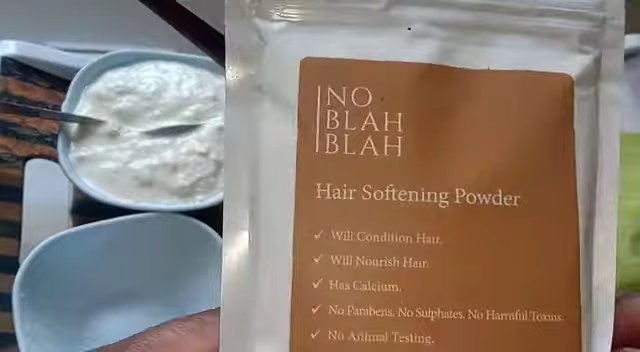 NO
BLAH
BLAH
Hair Softening Powder
✓ Will Condition Hair.
✓ Will Nourish Hair.
✓ Has Calcium.
✓ No Parabens. No Sulphates. No Harmful Toxins.
✓ No Animal Testing.